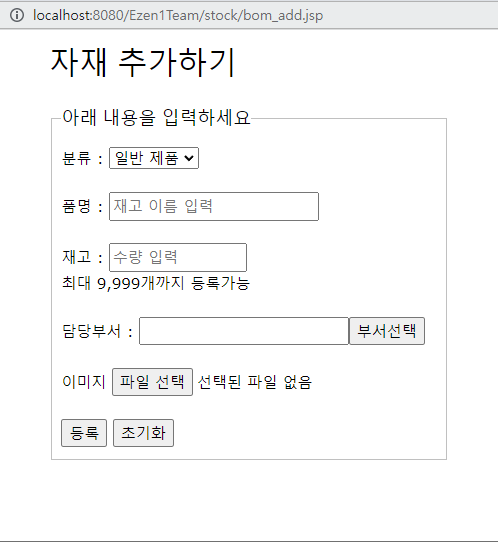 localhost:8080/Ezen1Team/stock/bom_add.jsp
자재 추가하기
아래 내용을 입력하세요
분류 : 일반 제품
품명 : 재고 이름 입력
재고 : 수량 입력
최대 9,999개까지 등록가능
담당부서 : 부서선택
이미지 파일 선택 선택된 파일 없음
등록 초기화